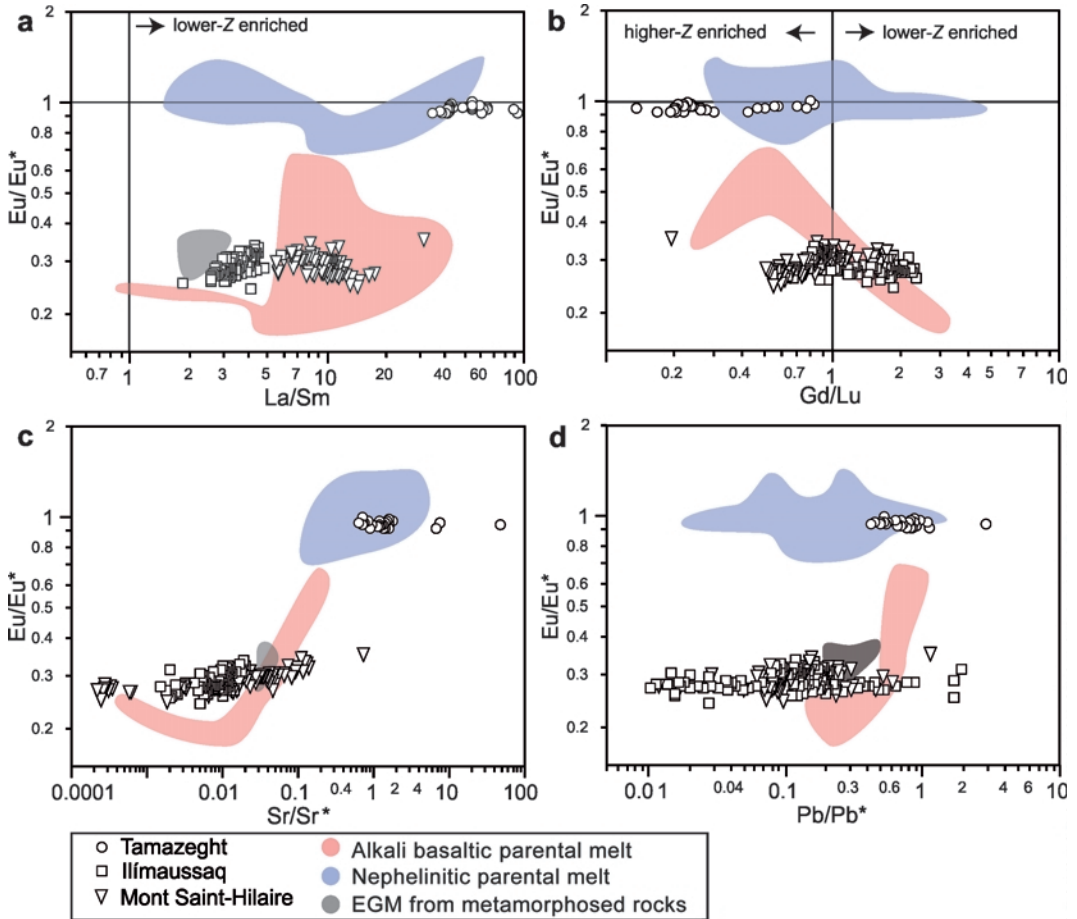 a
→ lower-Z enriched
2
1
0.8
0.6
0.5
0.4
0.3
0.2
Eu/ Eu*
0.7 1 2 3 4 5 7 10 20 40 60 100
La/Sm
b
higher-Z enriched ← → lower-Z enriched
2
1
0.8
0.6
0.5
0.4
0.3
0.2
Eu/ Eu*
0.2 0.4 0.7 1 2 3 4 5 7 10
Gd/Lu
c
2
1
0.8
0.6
0.5
0.4
0.3
0.2
Eu/Eu*
0.0001 0.01 0.1 0.4 1 2 4 10 100
Sr/Sr*
d
2
1
0.8
0.6
0.5
0.4
0.3
0.2
Eu/Eu*
0.01 0.04 0.1 0.3 0.6 1 2 6 10
Pb/Pb*
Tamazeght
Ilímaussaq
Mont Saint-Hilaire
Alkali basaltic parental melt
Nephelinitic parental melt
EGM from metamorphosed rocks